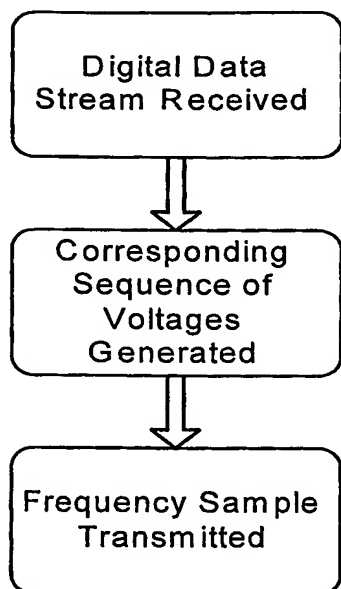 Digital Data
Stream Received
Corresponding
Sequence of
Voltages
Generated
Frequency Sample
Transmitted